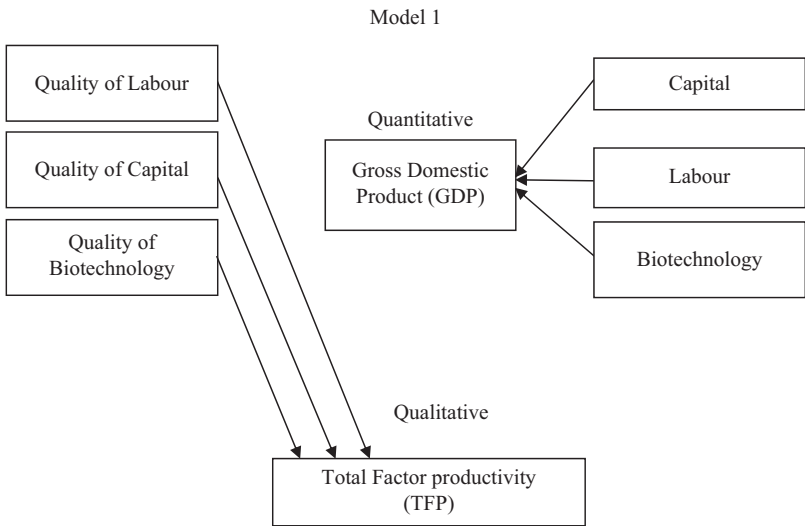 Model 1
Quality of Labour
Quality of Capital
Quality of
Biotechnology
Quantitative
Gross Domestic
Product (GDP)
Capital
Labour
Biotechnology
Qualitative
Total Factor productivity
(TFP)